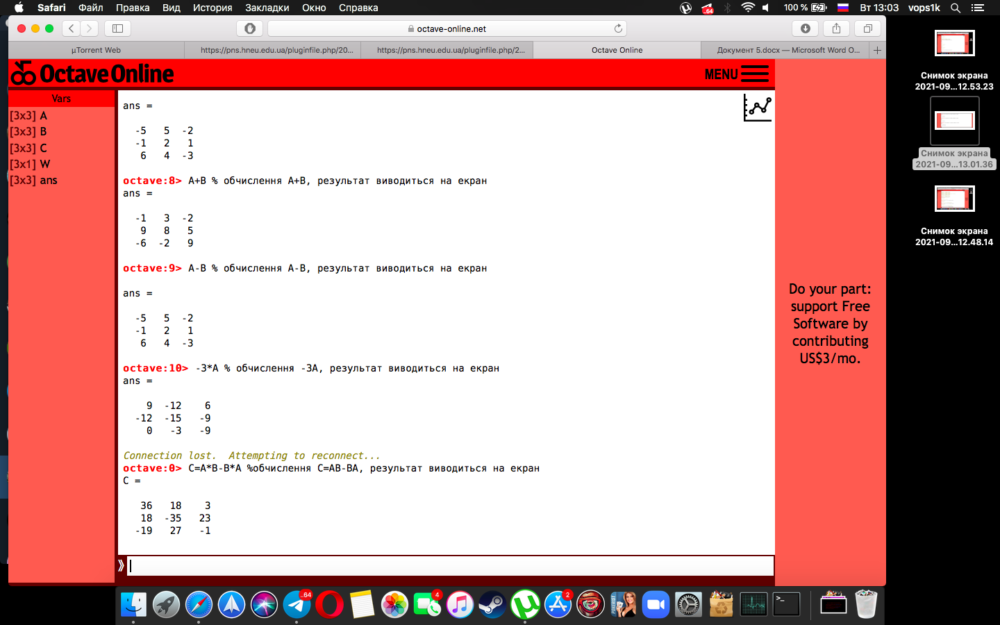 Safari Файл Правка Вид История Закладки Окно Справка
..64 100 % Вт 13:03 vops1k
octave-online.net
µTorrent Web
https://pns.hneu.edu.ua/pluginfile.php/20...
https://pns.hneu.edu.ua/pluginfile.php/2...
Octave Online
Документ 5.docx — Microsoft Word O...
Octave Online
MENU
Vars
[3x3] A
[3x3] B
[3x3] C
[3x1] W
[3x3] ans
ans =
-5 5 -2
-1 2 1
6 4 -3
octave:8> A+B % обчислення A+B, результат виводиться на екран
ans =
-1 3 -2
9 8 5
-6 -2 9
octave:9> A-B % обчислення A-B, результат виводиться на екран
ans =
-5 5 -2
-1 2 1
6 4 -3
octave:10> -3*A % обчислення -3A, результат виводиться на екран
ans =
9 -12 6
-12 -15 -9
0 -3 -9
Connection lost. Attempting to reconnect...
octave:0> C=A*B-B*A %обчислення C=AB-BA, результат виводиться на екран
C =
36 18 3
18 -35 23
-19 27 -1
»
Do your part:
support Free
Software by
contributing
US$3/mo.
Снимок экрана
2021-09...12.53.23
Снимок экрана
2021-09...13.01.36
Снимок экрана
2021-09...12.48.14
..64
4
2